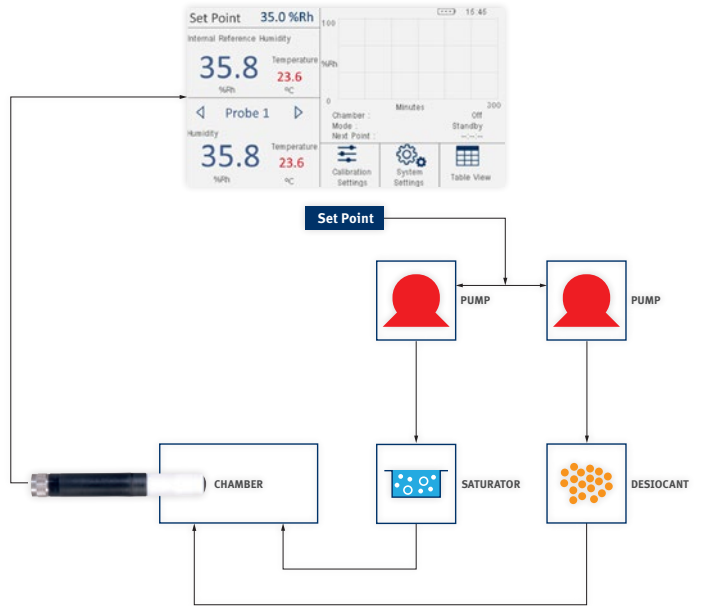 Set Point 35.0 %Rh
Internal Reference Humidity
35.8
%Rh
Temperature
23.6
°C
Probe 1
Humidity
35.8
%Rh
Temperature
23.6
°C
16:46
100
%Rh
0
Minutes
200
Chamber : Off
Mode : Standby
Next Point : --:--:--
Calibration
Settings
System
Settings
Table View
Set Point
PUMP
PUMP
CHAMBER
SATURATOR
DESIOCANT